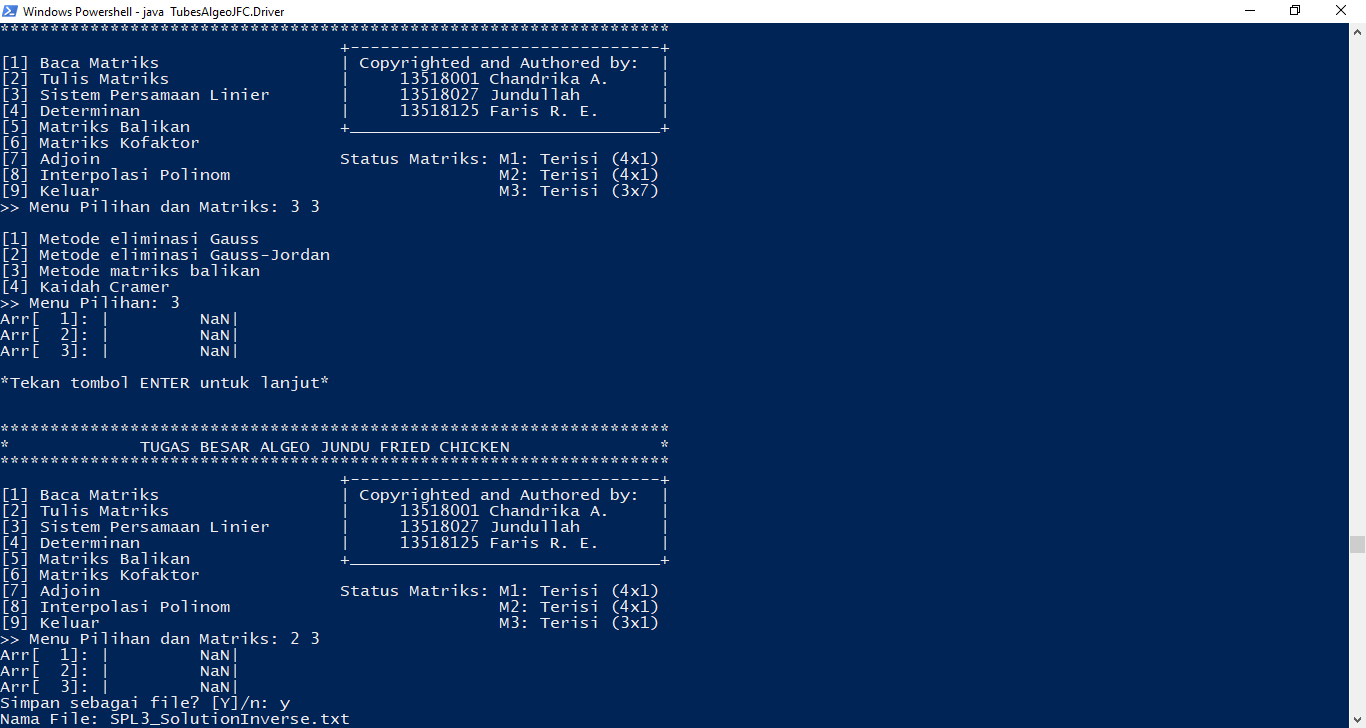 Windows Powershell - java TubesAlgeoJFC.Driver
*******************************************************************
+-------------------------------+
[1] Baca Matriks | Copyrighted and Authored by: |
[2] Tulis Matriks | 13518001 Chandrika A. |
[3] Sistem Persamaan Linier | 13518027 Jundullah |
[4] Determinan | 13518125 Faris R. E. |
[5] Matriks Balikan +_______________________________+
[6] Matriks Kofaktor
[7] Adjoin Status Matriks: M1: Terisi (4x1)
[8] Interpolasi Polinom M2: Terisi (4x1)
[9] Keluar M3: Terisi (3x7)
>> Menu Pilihan dan Matriks: 3 3
[1] Metode eliminasi Gauss
[2] Metode eliminasi Gauss-Jordan
[3] Metode matriks balikan
[4] Kaidah Cramer
>> Menu Pilihan: 3
Arr[ 1]: | NaN|
Arr[ 2]: | NaN|
Arr[ 3]: | NaN|
*Tekan tombol ENTER untuk lanjut*
*******************************************************************
* TUGAS BESAR ALGEO JUNDU FRIED CHICKEN *
*******************************************************************
+-------------------------------+
[1] Baca Matriks | Copyrighted and Authored by: |
[2] Tulis Matriks | 13518001 Chandrika A. |
[3] Sistem Persamaan Linier | 13518027 Jundullah |
[4] Determinan | 13518125 Faris R. E. |
[5] Matriks Balikan +_______________________________+
[6] Matriks Kofaktor
[7] Adjoin Status Matriks: M1: Terisi (4x1)
[8] Interpolasi Polinom M2: Terisi (4x1)
[9] Keluar M3: Terisi (3x1)
>> Menu Pilihan dan Matriks: 2 3
Arr[ 1]: | NaN|
Arr[ 2]: | NaN|
Arr[ 3]: | NaN|
Simpan sebagai file? [Y]/n: y
Nama File: SPL3_SolutionInverse.txt